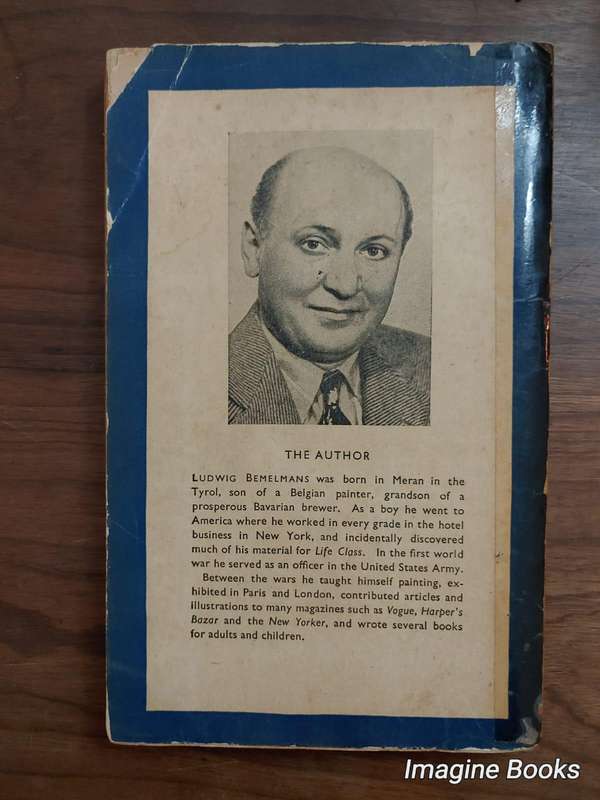 THE AUTHOR
LUDWIG BEMELMANS was born in Meran in the
Tyrol, son of a Belgian painter, grandson of a
prosperous Bavarian brewer. As a boy he went to
America where he worked in every grade in the hotel
business in New York, and incidentally discovered
much of his material for Life Class. In the first world
war he served as an officer in the United States Army.
Between the wars he taught himself painting, ex-
hibited in Paris and London, contributed articles and
illustrations to many magazines such as Vogue, Harper's
Bazar and the New Yorker, and wrote several books
for adults and children.
Imagine Books